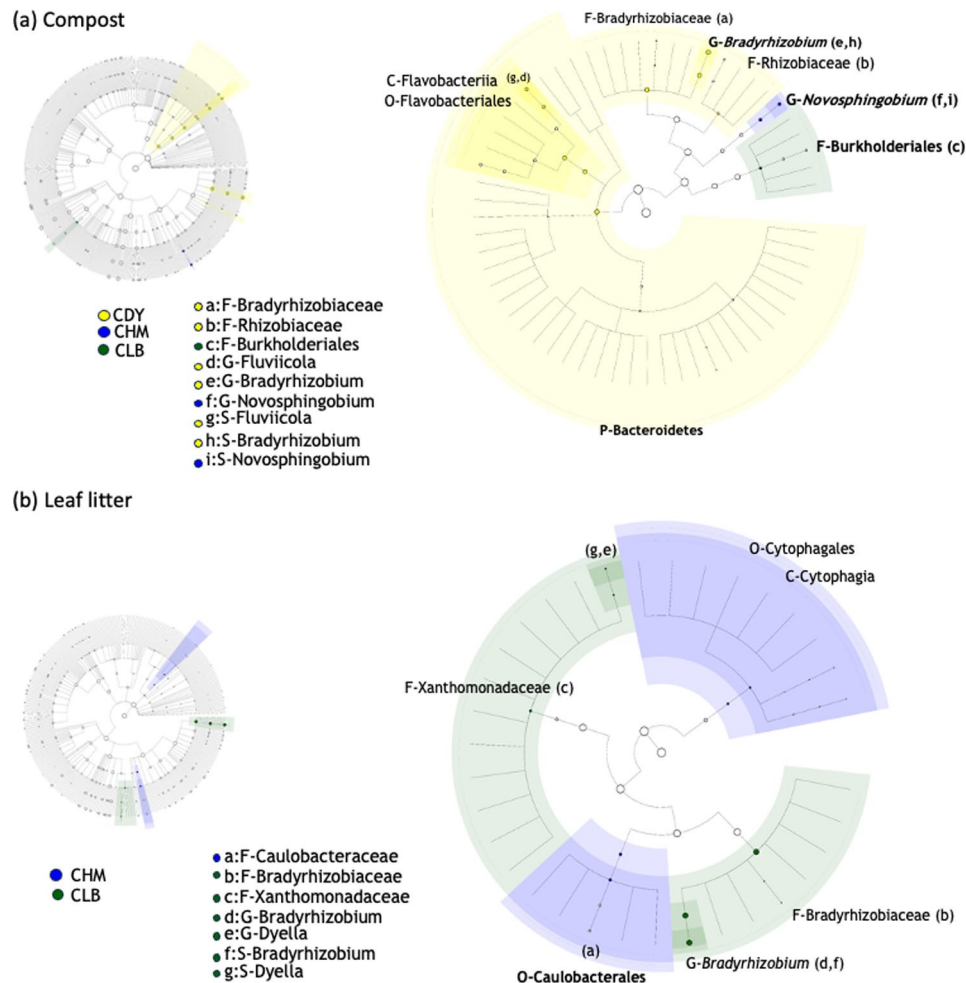 (a) Compost
F-Bradyrhizobiaceae (a)
G-Bradyrhizobium (e,h)
F-Rhizobiaceae (b)
C-Flavobacteriia (g,d)
O-Flavobacteriales
G-Novosphingobium (f,i)
F-Burkholderiales (c)
CDY
CHM
CLB
a:F-Bradyrhizobiaceae
b:F-Rhizobiaceae
c:F-Burkholderiales
d:G-Fluviicola
e:G-Bradyrhizobium
f:G-Novosphingobium
g:S-Fluviicola
h:S-Bradyrhizobium
i:S-Novosphingobium
P-Bacteroidetes
(b) Leaf litter
(g,e)
O-Cytophagales
C-Cytophagia
F-Xanthomonadaceae (c)
CHM
CLB
a:F-Caulobacteraceae
b:F-Bradyrhizobiaceae
c:F-Xanthomonadaceae
d:G-Bradyrhizobium
e:G-Dyella
f:S-Bradyrhizobium
g:S-Dyella
F-Bradyrhizobiaceae (b)
(a)
G-Bradyrhizobium (d,f)
O-Caulobacterales